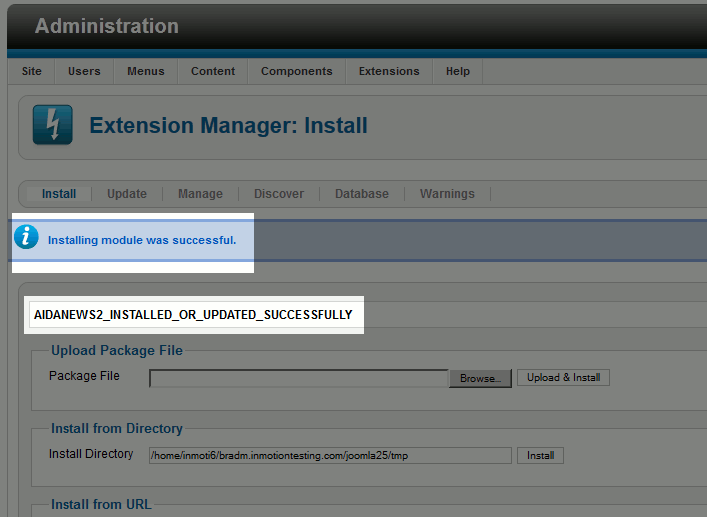 Administration
Site Users Menus Content Components Extensions Help
Extension Manager: Install
Install Update Manage Discover Database Warnings
Installing module was successful.
AIDANEWS2_INSTALLED_OR_UPDATED_SUCCESSFULLY
Upload Package File
Package File Browse... Upload & Install
Install from Directory
Install Directory /home/inmoti6/bradm.inmotiontesting.com/joomla25/tmp Install
Install from URL